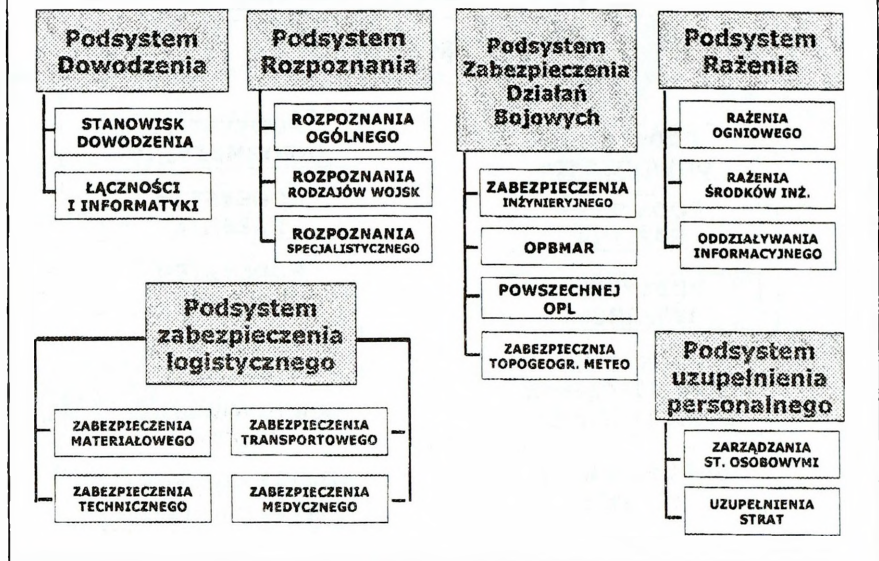 Podsystem
Dowodzenia
STANOWISK
DOWODZENIA
ŁĄCZNOŚCI
I INFORMATYKI
Podsystem
Rozpoznania
ROZPOZNANIA
OGÓLNEGO
ROZPOZNANIA
RODZAJÓW WOJSK
ROZPOZNANIA
SPECJALISTYCZNEGO
Podsystem
Zabezpieczenia
Działań
Bojowych
ZABEZPIECZENIA
INŻYNIERYJNEGO
OPBMAR
POWSZECHNEJ
OPL
ZABEZPIECZNIA
TOPOGEOGR. METEO
Podsystem
Rażenia
RAŻENIA
OGNIOWEGO
RAŻENIA
ŚRODKÓW INŻ.
ODDZIAŁYWANIA
INFORMACYJNEGO
Podsystem
zabezpieczenia
logistycznego
ZABEZPIECZENIA
MATERIAŁOWEGO
ZABEZPIECZENIA
TRANSPORTOWEGO
ZABEZPIECZENIA
TECHNICZNEGO
ZABEZPIECZENIA
MEDYCZNEGO
Podsystem
uzupełnienia
personalnego
ZARZĄDZANIA
ST. OSOBOWYMI
UZUPEŁNIENIA
STRAT